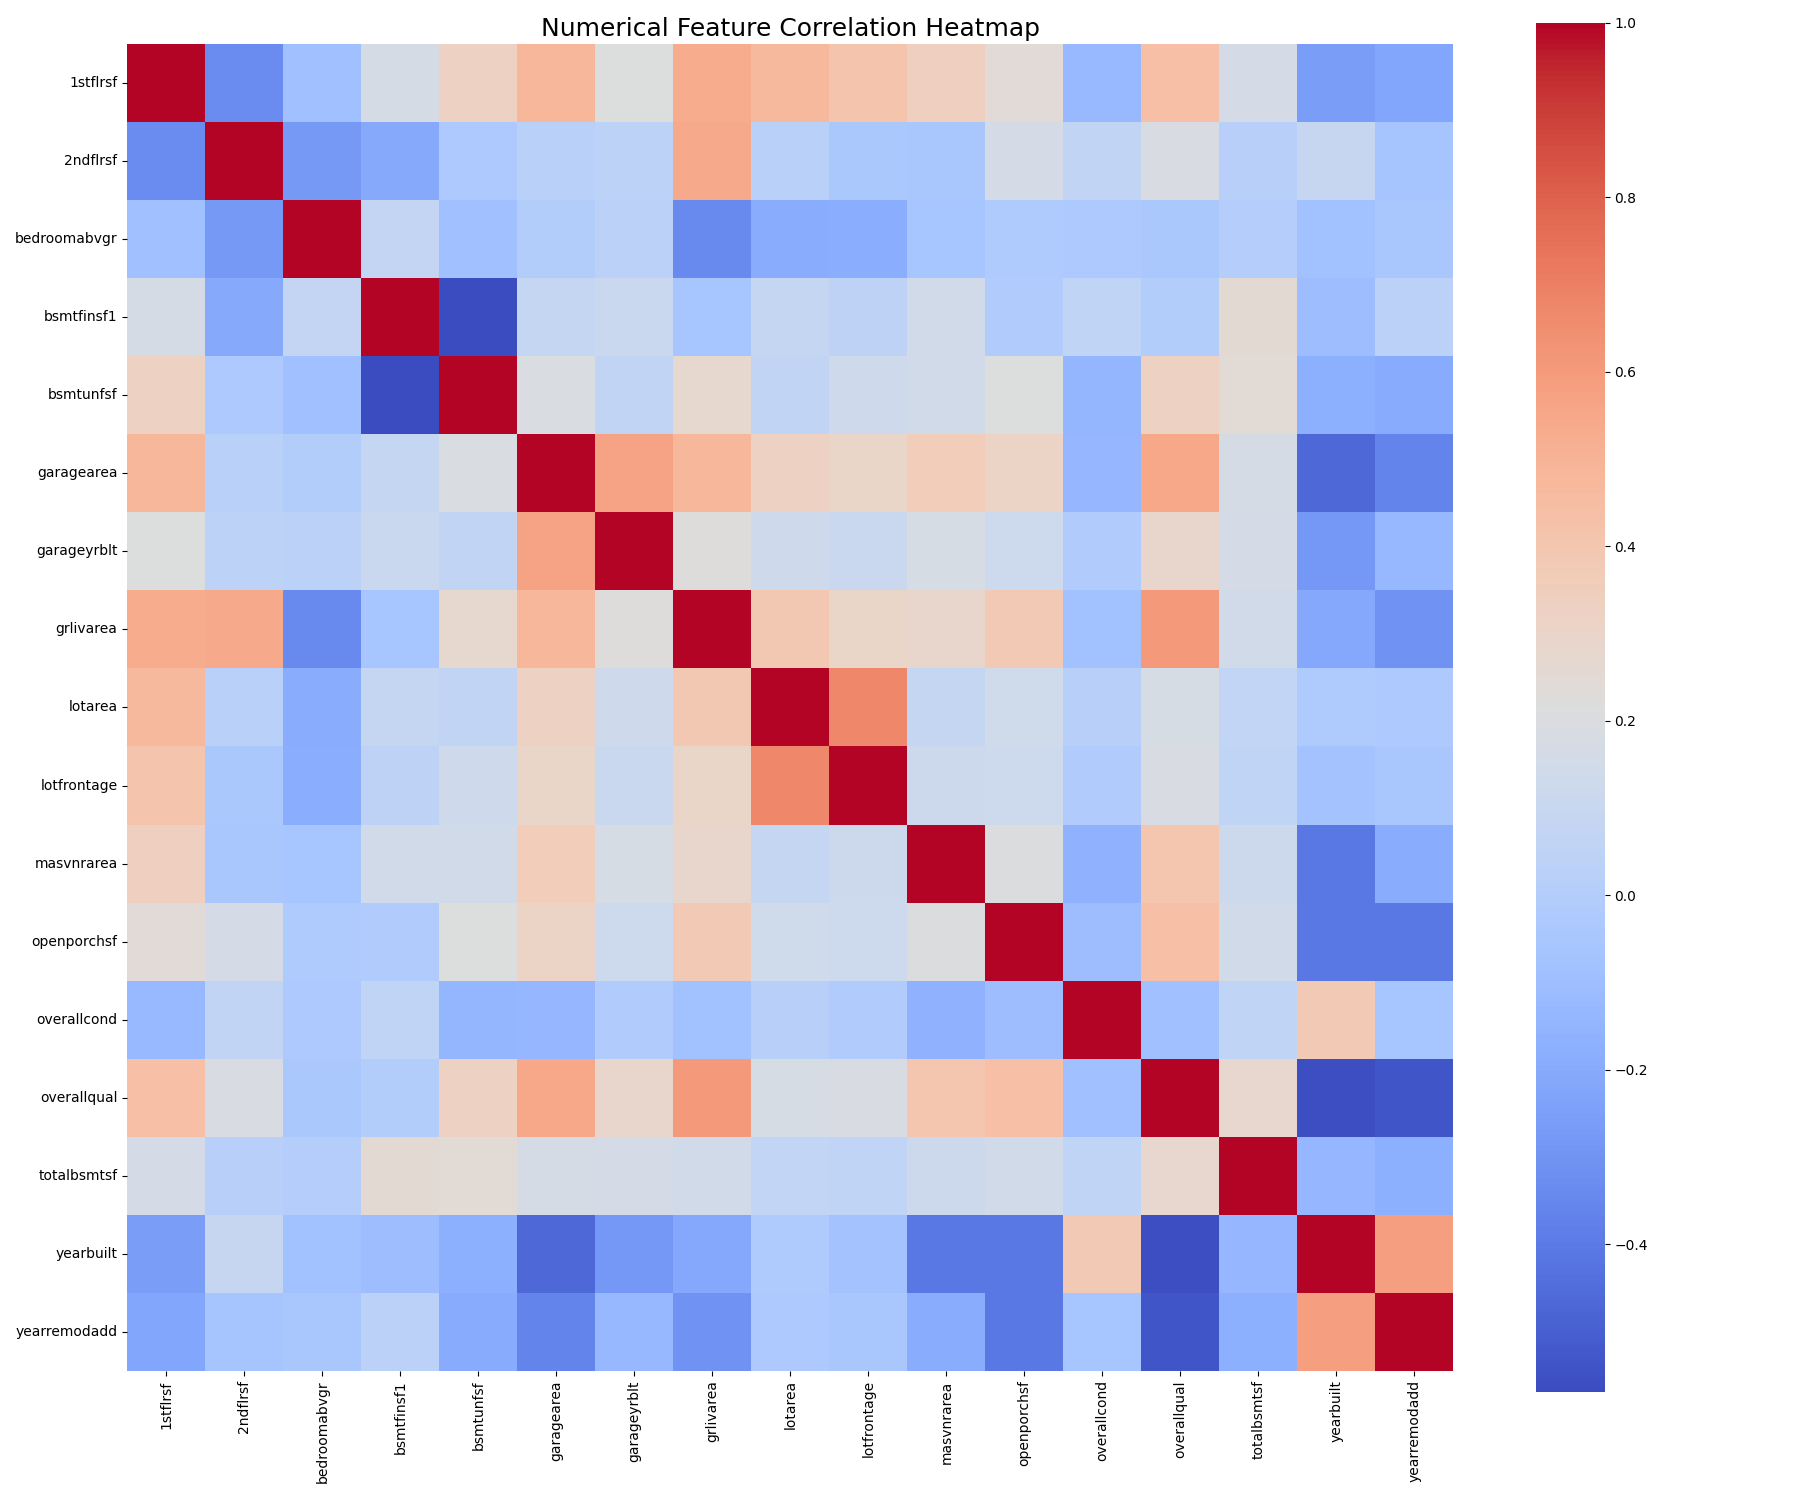 Numerical Feature Correlation Heatmap
1stflrsf
2ndflrsf
bedroomabvgr
bsmtfinsf1
bsmtunfsf
garagearea
garageyrblt
grlivarea
lotarea
lotfrontage
masvnrarea
openporchsf
overallcond
overallqual
totalbsmtsf
yearbuilt
yearremodadd
1stflrsf
2ndflrsf
bedroomabvgr
bsmtfinsf1
bsmtunfsf
garagearea
garageyrblt
grlivarea
lotarea
lotfrontage
masvnrarea
openporchsf
overallcond
overallqual
totalbsmtsf
yearbuilt
yearremodadd
1.0
0.8
0.6
0.4
0.2
0.0
−0.2
−0.4